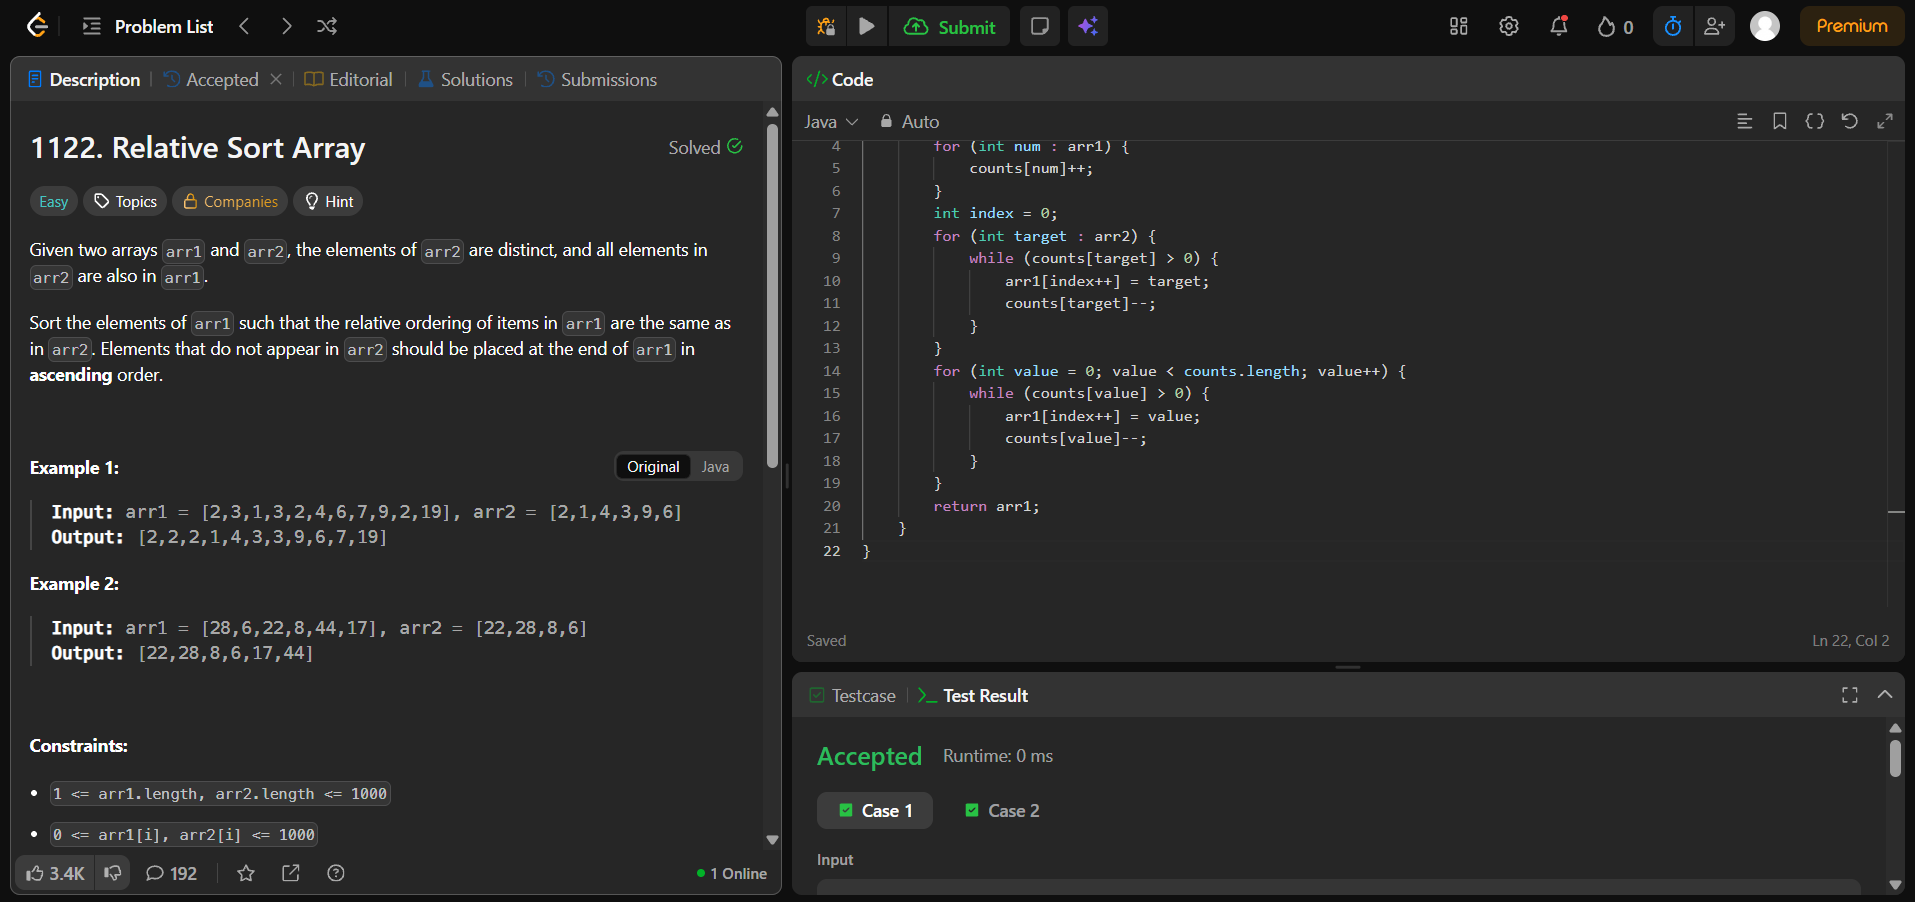 Problem List
Submit
0
Premium
Description
Accepted
Editorial
Solutions
Submissions
1122. Relative Sort Array
Solved
Easy
Topics
Companies
Hint
Given two arrays arr1 and arr2, the elements of arr2 are distinct, and all elements in
arr2 are also in arr1.
Sort the elements of arr1 such that the relative ordering of items in arr1 are the same as
in arr2. Elements that do not appear in arr2 should be placed at the end of arr1 in
ascending order.
Example 1:
Original
Java
Input: arr1 = [2,3,1,3,2,4,6,7,9,2,19], arr2 = [2,1,4,3,9,6]
Output: [2,2,2,1,4,3,3,9,6,7,19]
Example 2:
Input: arr1 = [28,6,22,8,44,17], arr2 = [22,28,8,6]
Output: [22,28,8,6,17,44]
Constraints:
• 1 <= arr1.length, arr2.length <= 1000
• 0 <= arr1[i], arr2[i] <= 1000
3.4K
192
1 Online
</> Code
Java
Auto
4 for (int num : arr1) {
5 counts[num]++;
6 }
7 int index = 0;
8 for (int target : arr2) {
9 while (counts[target] > 0) {
10 arr1[index++] = target;
11 counts[target]--;
12 }
13 }
14 for (int value = 0; value < counts.length; value++) {
15 while (counts[value] > 0) {
16 arr1[index++] = value;
17 counts[value]--;
18 }
19 }
20 return arr1;
21 }
22 }
Saved
Ln 22, Col 2
Testcase
Test Result
Accepted
Runtime: 0 ms
Case 1
Case 2
Input